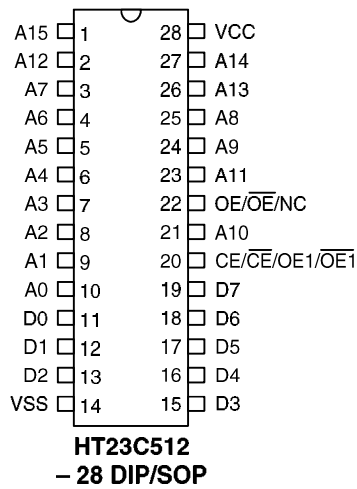 A15 1 28 VCC
A12 2 27 A14
A7 3 26 A13
A6 4 25 A8
A5 5 24 A9
A4 6 23 A11
A3 7 22 OE/O̅E̅/NC
A2 8 21 A10
A1 9 20 CE/C̅E̅/OE1/O̅E̅1̅
A0 10 19 D7
D0 11 18 D6
D1 12 17 D5
D2 13 16 D4
VSS 14 15 D3
HT23C512
– 28 DIP/SOP